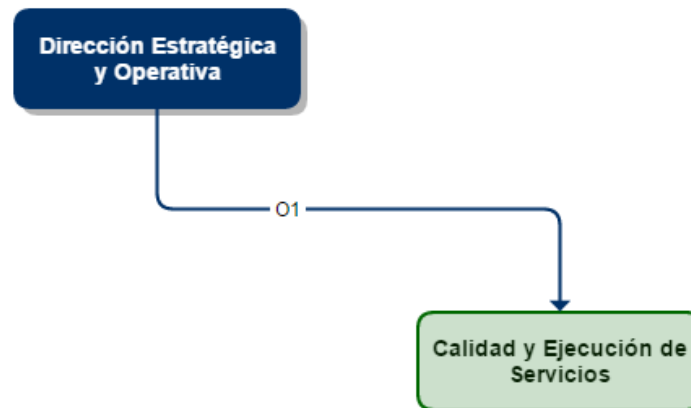 Dirección Estratégica
y Operativa
O1
Calidad y Ejecución de
Servicios